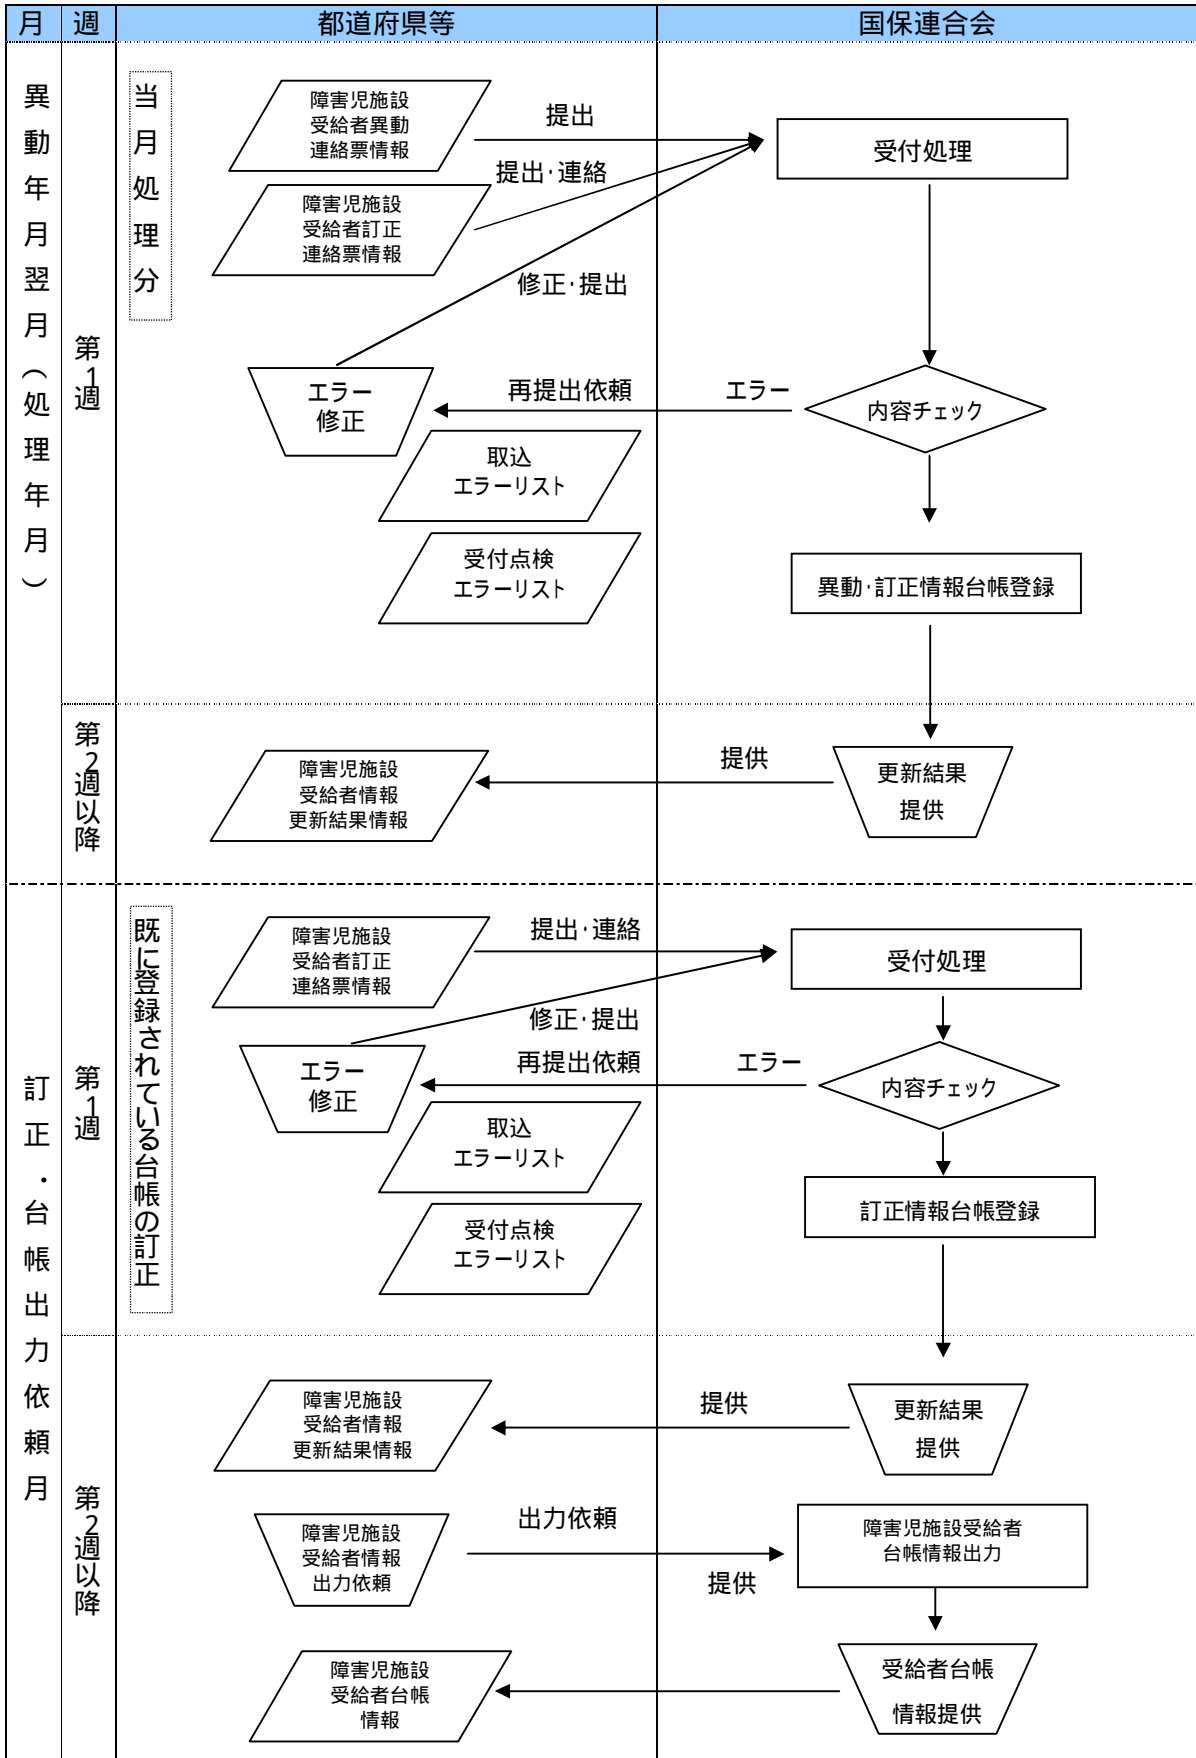 月
週
都道府県等
国保連合会
異動年月翌月（処理年月）
第1週
当月処理分
障害児施設
受給者異動
連絡票情報
提出
受付処理
提出・連絡
障害児施設
受給者訂正
連絡票情報
修正・提出
エラー
修正
再提出依頼
エラー
内容チェック
取込
エラーリスト
受付点検
エラーリスト
異動・訂正情報台帳登録
第2週以降
障害児施設
受給者情報
更新結果情報
提供
更新結果
提供
訂正・台帳出力依頼月
第1週
既に登録されている台帳の訂正
障害児施設
受給者訂正
連絡票情報
提出・連絡
受付処理
修正・提出
エラー
修正
再提出依頼
エラー
内容チェック
取込
エラーリスト
受付点検
エラーリスト
訂正情報台帳登録
第2週以降
障害児施設
受給者情報
更新結果情報
提供
更新結果
提供
障害児施設
受給者情報
出力依頼
出力依頼
障害児施設受給者
台帳情報出力
提供
障害児施設
受給者台帳
情報
受給者台帳
情報提供